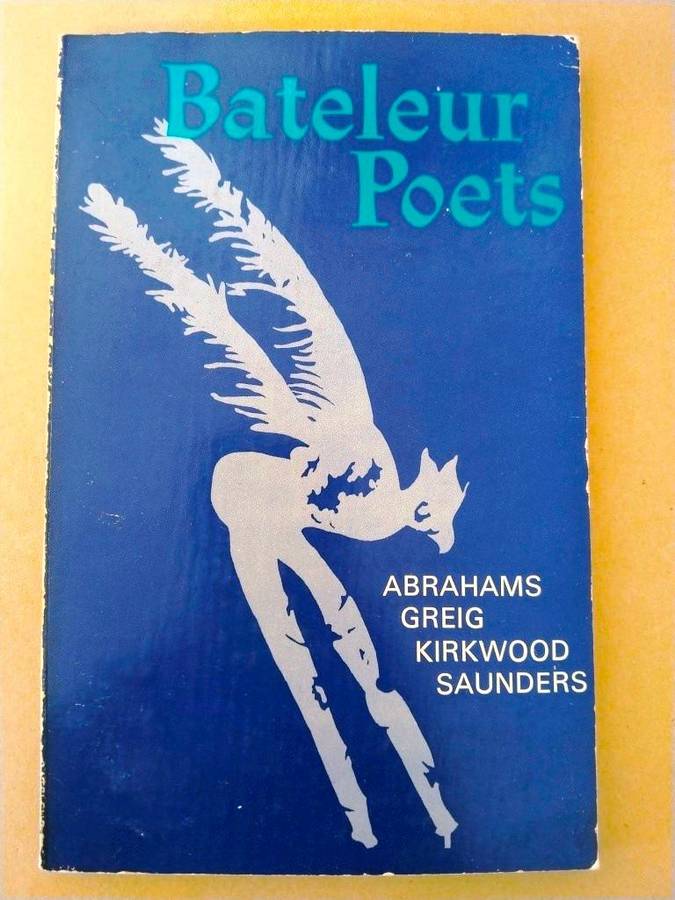 Bateleur
Poets
ABRAHAMS
GREIG
KIRKWOOD
SAUNDERS